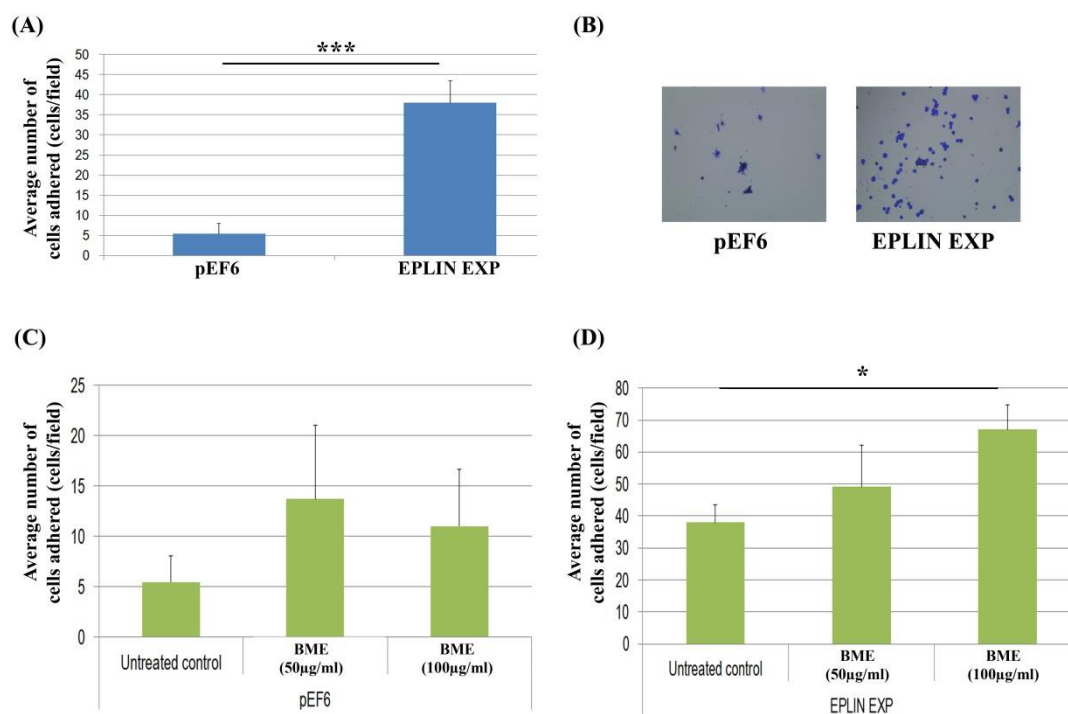 (A)
Average number of
cells adhered (cells/field)
50
45
40
35
30
25
20
15
10
5
0
***
pEF6
EPLIN EXP
(B)
pEF6
EPLIN EXP
(C)
Average number of
cells adhered (cells/field)
25
20
15
10
5
0
Untreated control
BME
(50µg/ml)
BME
(100µg/ml)
pEF6
(D)
Average number of
cells adhered (cells/field)
80
70
60
50
40
30
20
10
0
*
Untreated control
BME
(50µg/ml)
BME
(100µg/ml)
EPLIN EXP